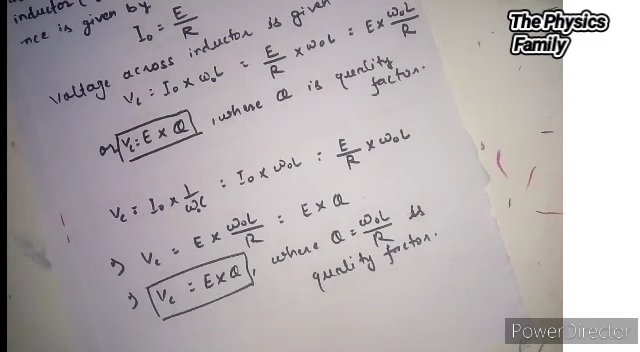 inductor (
nce is given by
I₀ = E/R
Voltage across inductor is given
V_L = I₀ × ω₀L = E/R × ω₀L = E × ω₀L/R
or V_L = E × Q , where Q is quality factor.
V_c = I₀ × 1/ω₀C = I₀ × ω₀L = E/R × ω₀L
⇒ V_c = E × ω₀L/R = E × Q
⇒ V_c = E × Q , where Q = ω₀L/R is
quality factor.
The Physics
Family
PowerDirector